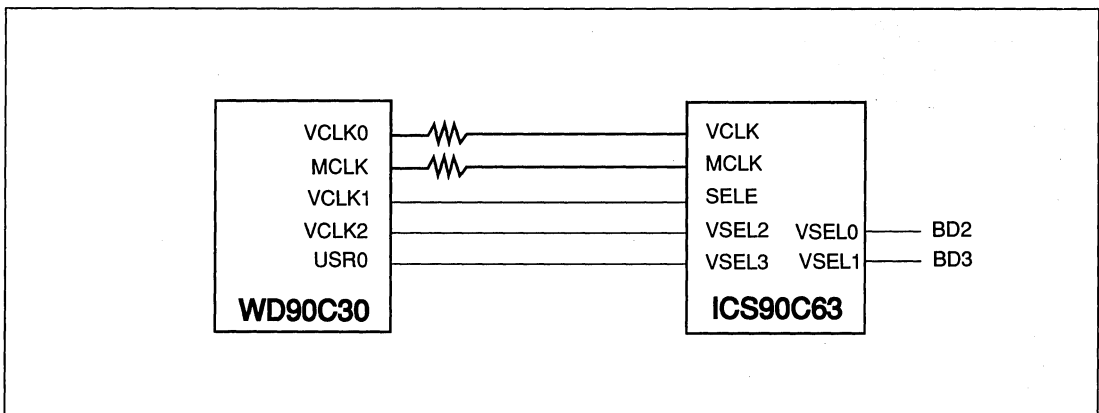 VCLK0
MCLK
VCLK1
VCLK2
USR0
WD90C30
VCLK
MCLK
SELE
VSEL2 VSEL0 BD2
VSEL3 VSEL1 BD3
ICS90C63